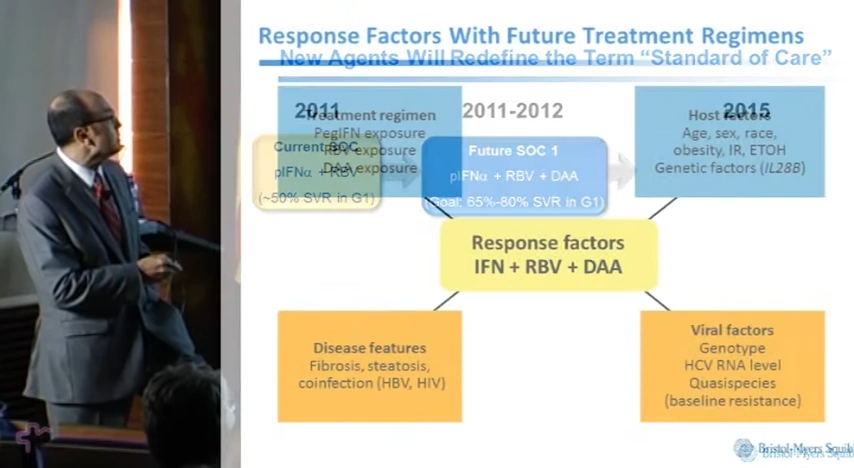 Response Factors With Future Treatment Regimens
New Agents Will Redefine the Term “Standard of Care”
2011
2011-2012
2015
Treatment regimen
PegIFN exposure
RBV exposure
DAA exposure
Current SOC
pIFNα + RBV
(~50% SVR in G1)
Future SOC 1
pIFNα + RBV + DAA
(Goal: 65%-80% SVR in G1)
Host factors
Age, sex, race,
obesity, IR, ETOH
Genetic factors (IL28B)
Response factors
IFN + RBV + DAA
Disease features
Fibrosis, steatosis,
coinfection (HBV, HIV)
Viral factors
Genotype
HCV RNA level
Quasispecies
(baseline resistance)
Bristol-Myers Squib
Bristol-Myers Squib